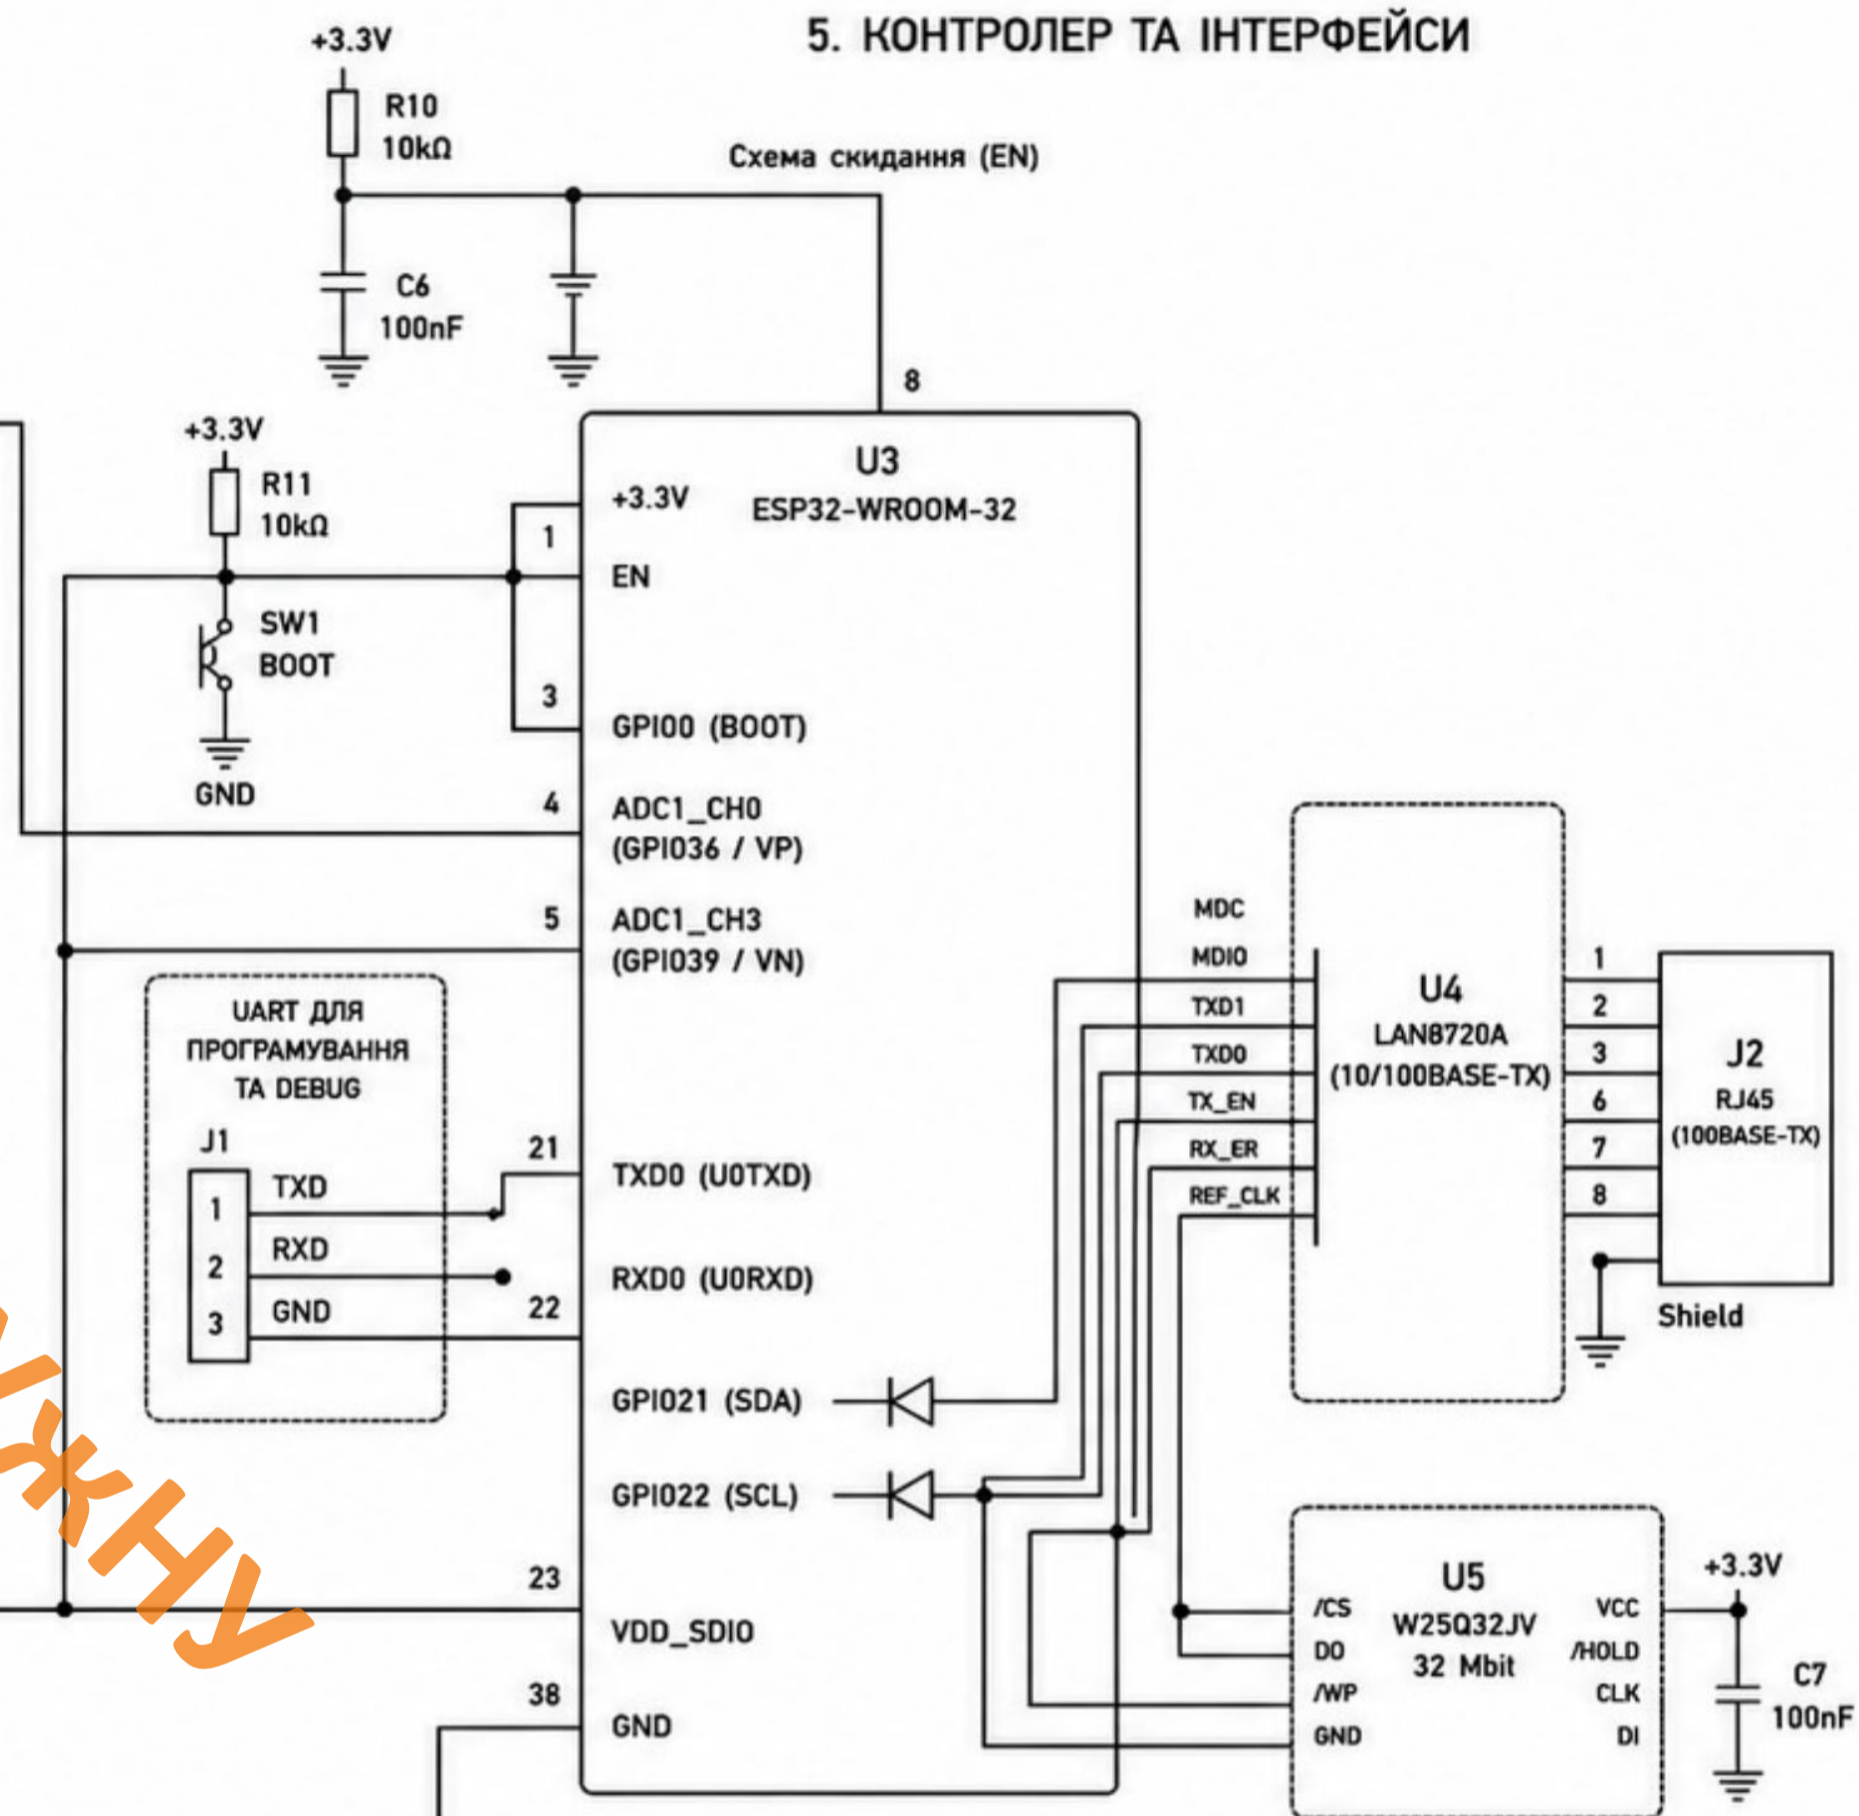 5. КОНТРОЛЕР ТА ІНТЕРФЕЙСИ
+3.3V
R10
10kΩ
Схема скидання (EN)
C6
100nF
8
+3.3V
R11
10kΩ
SW1
BOOT
GND
U3
ESP32-WROOM-32
+3.3V
1
EN
3
GPIO0 (BOOT)
4
ADC1_CH0
(GPIO36 / VP)
5
ADC1_CH3
(GPIO39 / VN)
UART ДЛЯ
ПРОГРАМУВАННЯ
ТА DEBUG
J1
1
TXD
2
RXD
3
GND
21
TXD0 (U0TXD)
RXD0 (U0RXD)
22
GPIO21 (SDA)
GPIO22 (SCL)
23
VDD_SDIO
38
GND
MDC
MDIO
TXD1
TXD0
TX_EN
RX_ER
REF_CLK
U4
LAN8720A
(10/100BASE-TX)
1
2
3
6
7
8
J2
RJ45
(100BASE-TX)
Shield
U5
W25Q32JV
32 Mbit
/CS
DO
/WP
GND
VCC
/HOLD
CLK
DI
+3.3V
C7
100nF